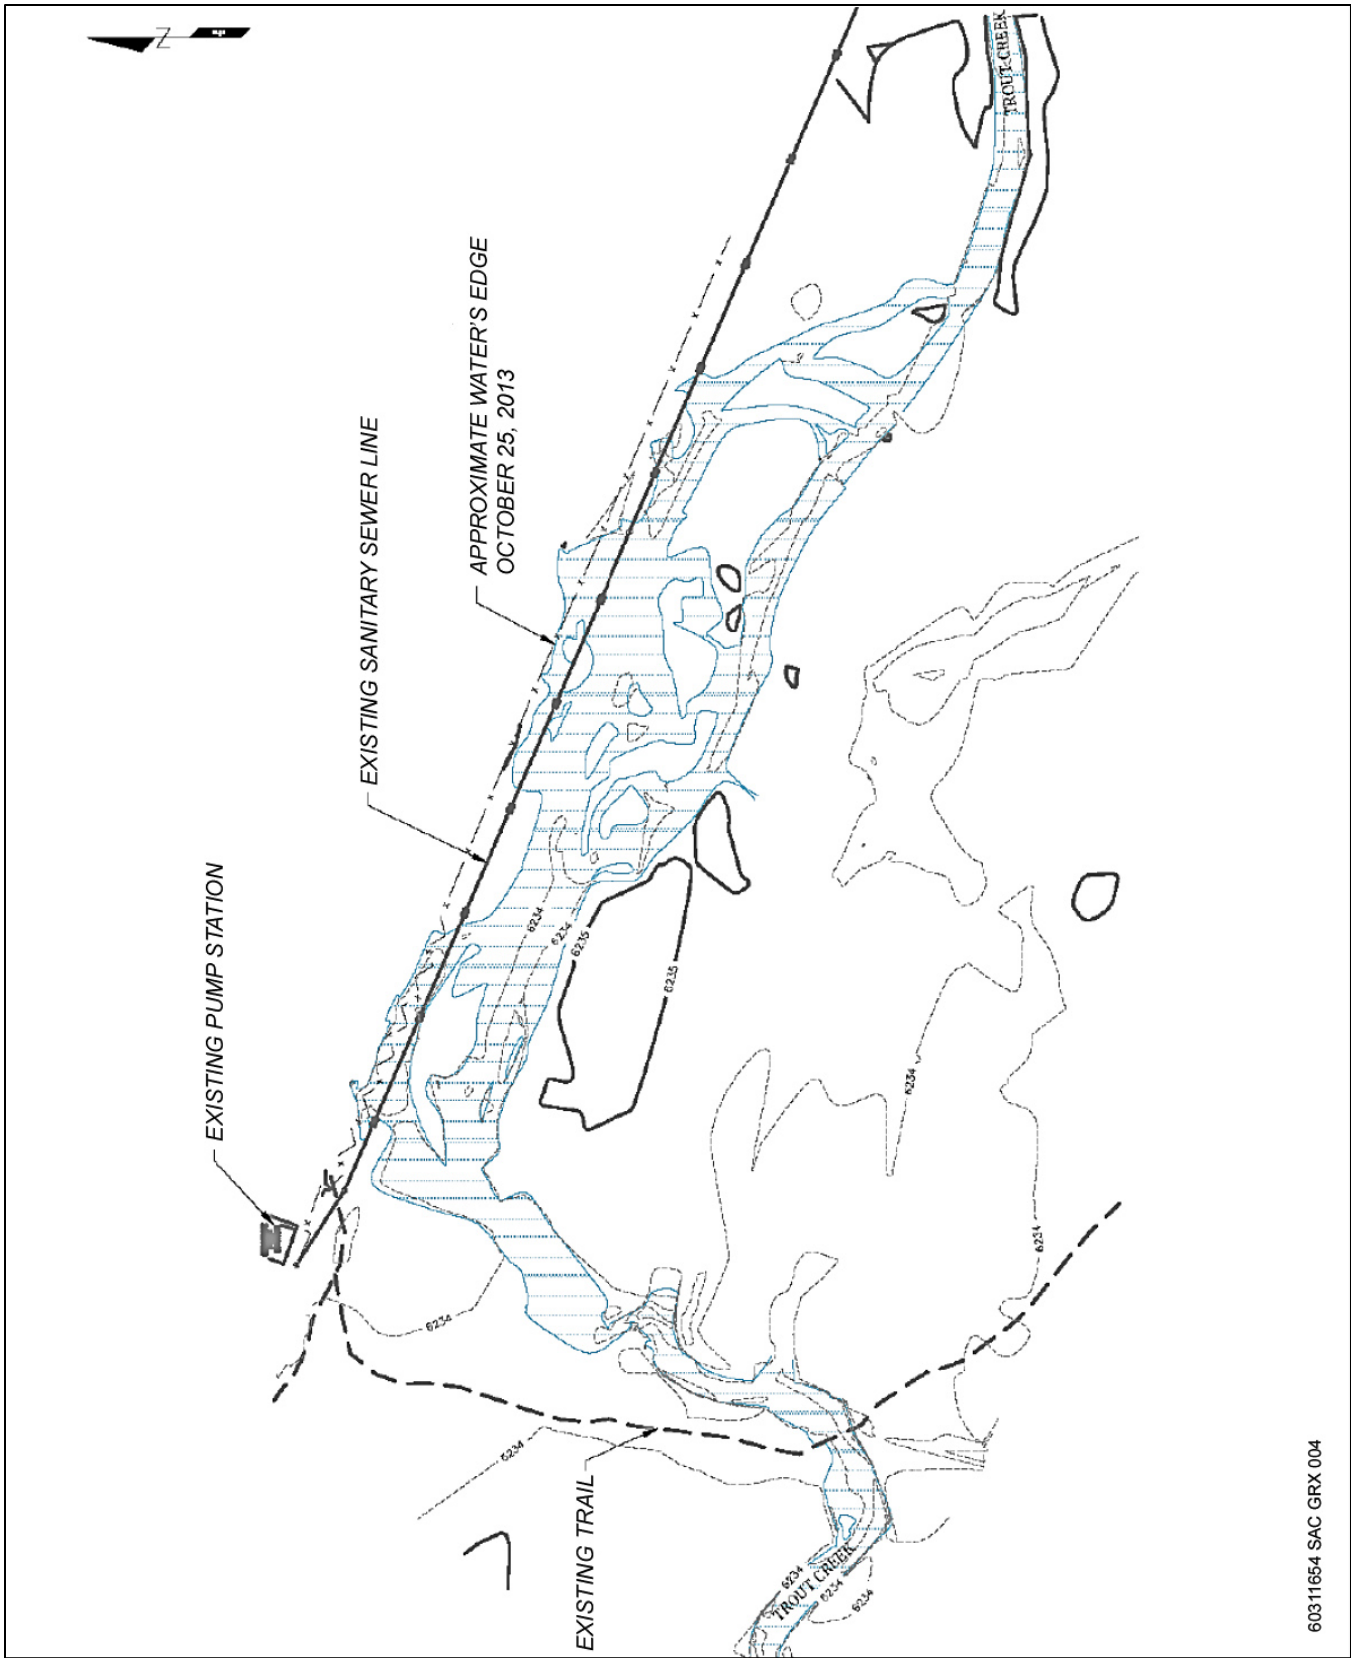 N
TROUT CREEK
APPROXIMATE WATER'S EDGE
OCTOBER 25, 2013
EXISTING SANITARY SEWER LINE
EXISTING PUMP STATION
6234
6234
6235
6235
6234
6234
6234
6234
EXISTING TRAIL
6234
TROUT CREEK
6234
6234
60311654 SAC GRX 004